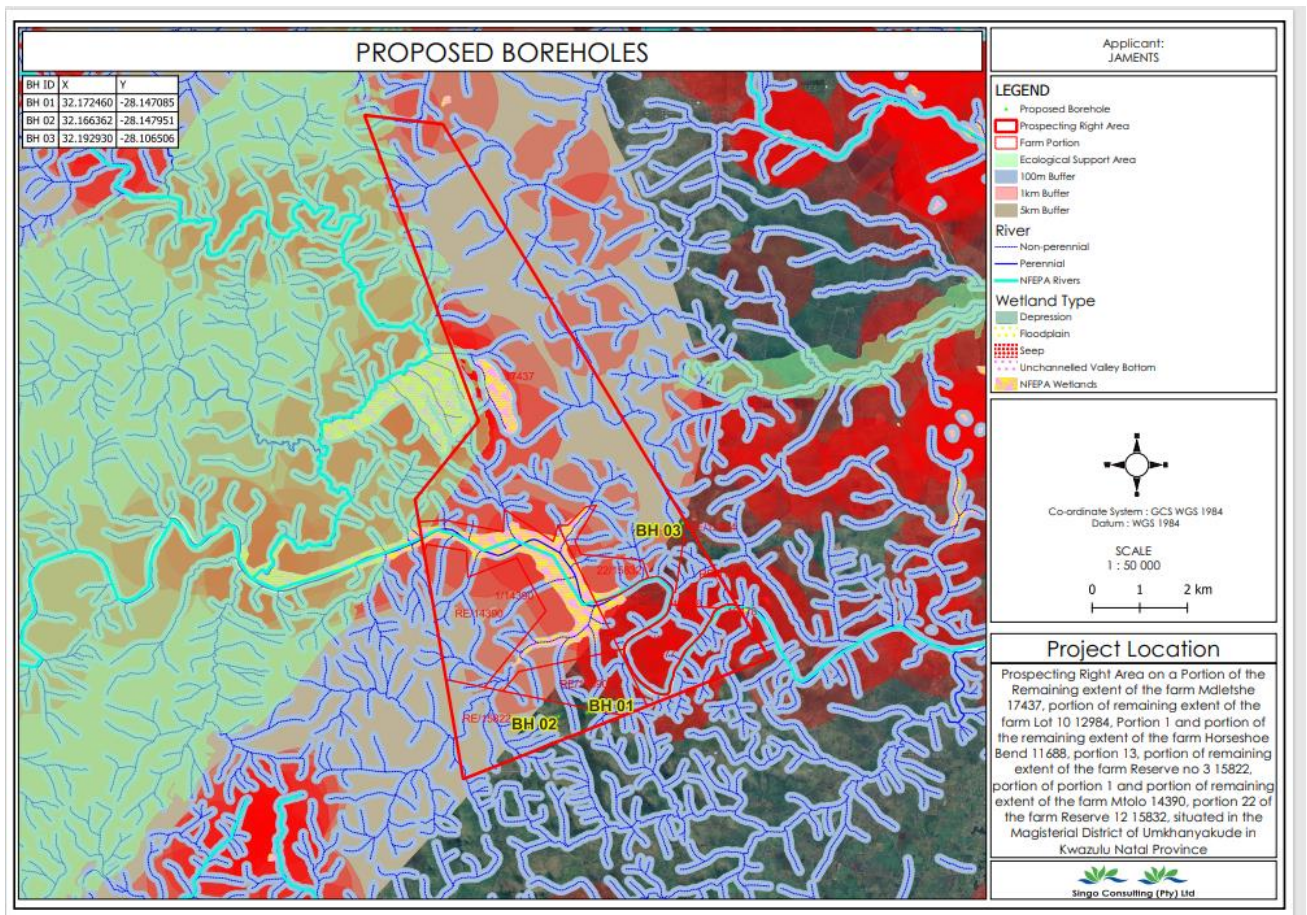 PROPOSED BOREHOLES
BH ID X Y
BH 01 32.172460 -28.147085
BH 02 32.166362 -28.147951
BH 03 32.192930 -28.106506
17437
BH 03
22/15832
1/14390
RE/14390
BH 01
RE/15822
BH 02
Applicant:
JAMENTS
LEGEND
Proposed Borehole
Prospecting Right Area
Farm Portion
Ecological Support Area
100m Buffer
1km Buffer
5km Buffer
River
Non-perennial
Perennial
NFEPA Rivers
Wetland Type
Depression
Floodplain
Seep
Unchannelled Valley Bottom
NFEPA Wetlands
Co-ordinate System : GCS WGS 1984
Datum : WGS 1984
SCALE
1 : 50 000
0 1 2 km
Project Location
Prospecting Right Area on a Portion of the
Remaining extent of the farm Mdletshe
17437, portion of remaining extent of the
farm Lot 10 12984, Portion 1 and portion of
the remaining extent of the farm Horseshoe
Bend 11688, portion 13, portion of remaining
extent of the farm Reserve no 3 15822,
portion of portion 1 and portion of remaining
extent of the farm Mtolo 14390, portion 22 of
the farm Reserve 12 15832, situated in the
Magisterial District of Umkhanyakude in
Kwazulu Natal Province
Singo Consulting (Pty) Ltd